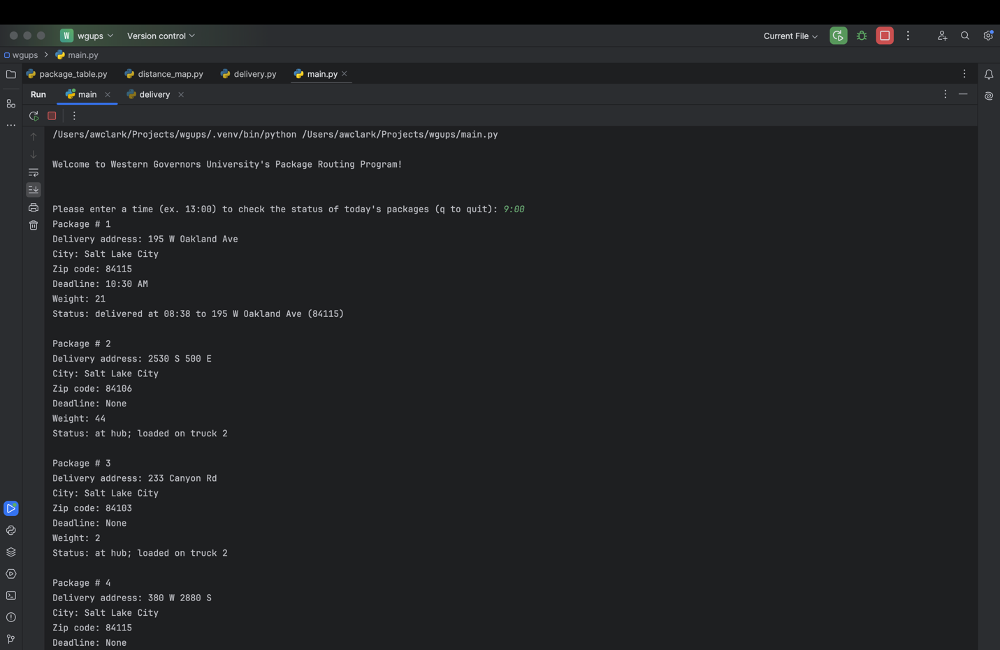 W wgups Version control Current File
wgups main.py
package_table.py distance_map.py delivery.py main.py
Run main delivery
/Users/awclark/Projects/wgups/.venv/bin/python /Users/awclark/Projects/wgups/main.py
Welcome to Western Governors University's Package Routing Program!
Please enter a time (ex. 13:00) to check the status of today's packages (q to quit): 9:00
Package # 1
Delivery address: 195 W Oakland Ave
City: Salt Lake City
Zip code: 84115
Deadline: 10:30 AM
Weight: 21
Status: delivered at 08:38 to 195 W Oakland Ave (84115)
Package # 2
Delivery address: 2530 S 500 E
City: Salt Lake City
Zip code: 84106
Deadline: None
Weight: 44
Status: at hub; loaded on truck 2
Package # 3
Delivery address: 233 Canyon Rd
City: Salt Lake City
Zip code: 84103
Deadline: None
Weight: 2
Status: at hub; loaded on truck 2
Package # 4
Delivery address: 380 W 2880 S
City: Salt Lake City
Zip code: 84115
Deadline: None